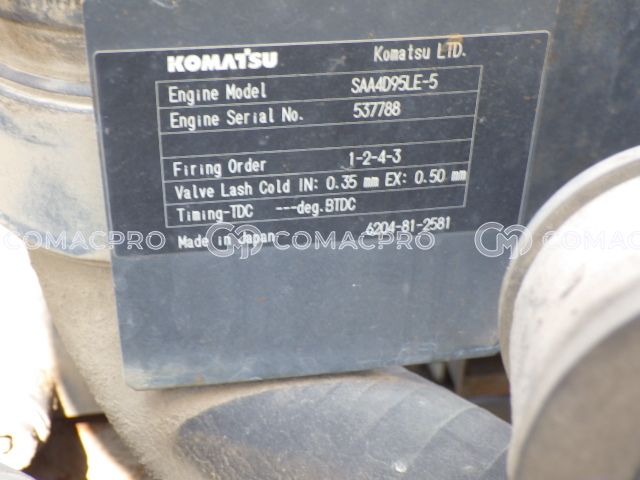 KOMATSU Komatsu LTD.
Engine Model SAA4D95LE-5
Engine Serial No. 537788
Firing Order 1-2-4-3
Valve Lash Cold IN: 0.35 mm EX: 0.50 mm
Timing-TDC ---deg.BTDC
Made in Japan 6204-81-2581
COMACPRO COMACPRO COMACPRO